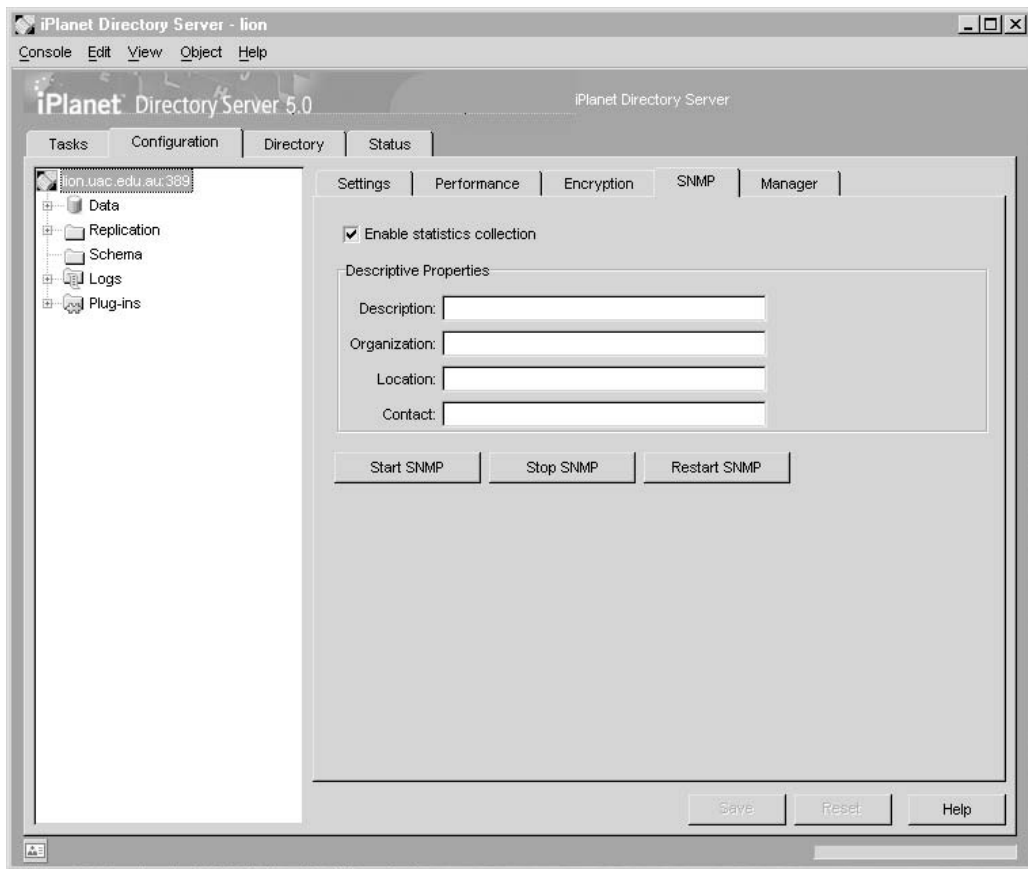 iPlanet Directory Server - lion
Console Edit View Object Help
iPlanet Directory Server 5.0
iPlanet Directory Server
Tasks Configuration Directory Status
lion.uac.edu.au:389
Data
Replication
Schema
Logs
Plug-ins
Settings Performance Encryption SNMP Manager
Enable statistics collection
Descriptive Properties
Description:
Organization:
Location:
Contact:
Start SNMP Stop SNMP Restart SNMP
Save Reset Help